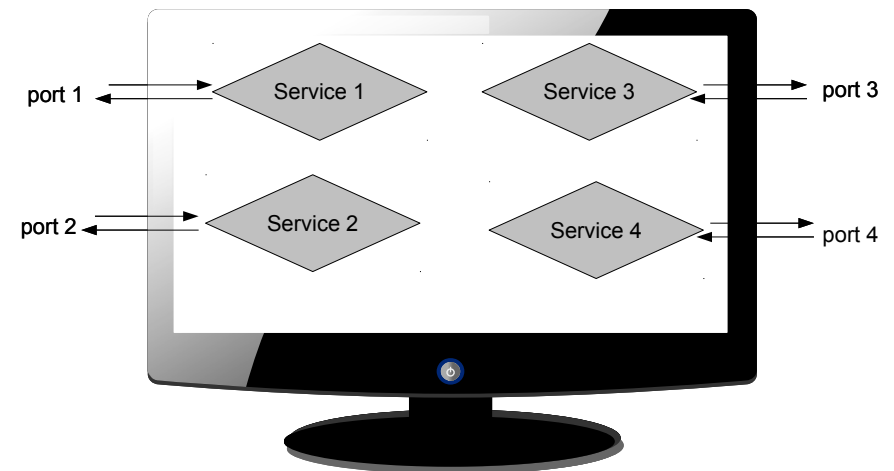 port 1
Service 1
Service 3
port 3
port 2
Service 2
Service 4
port 4